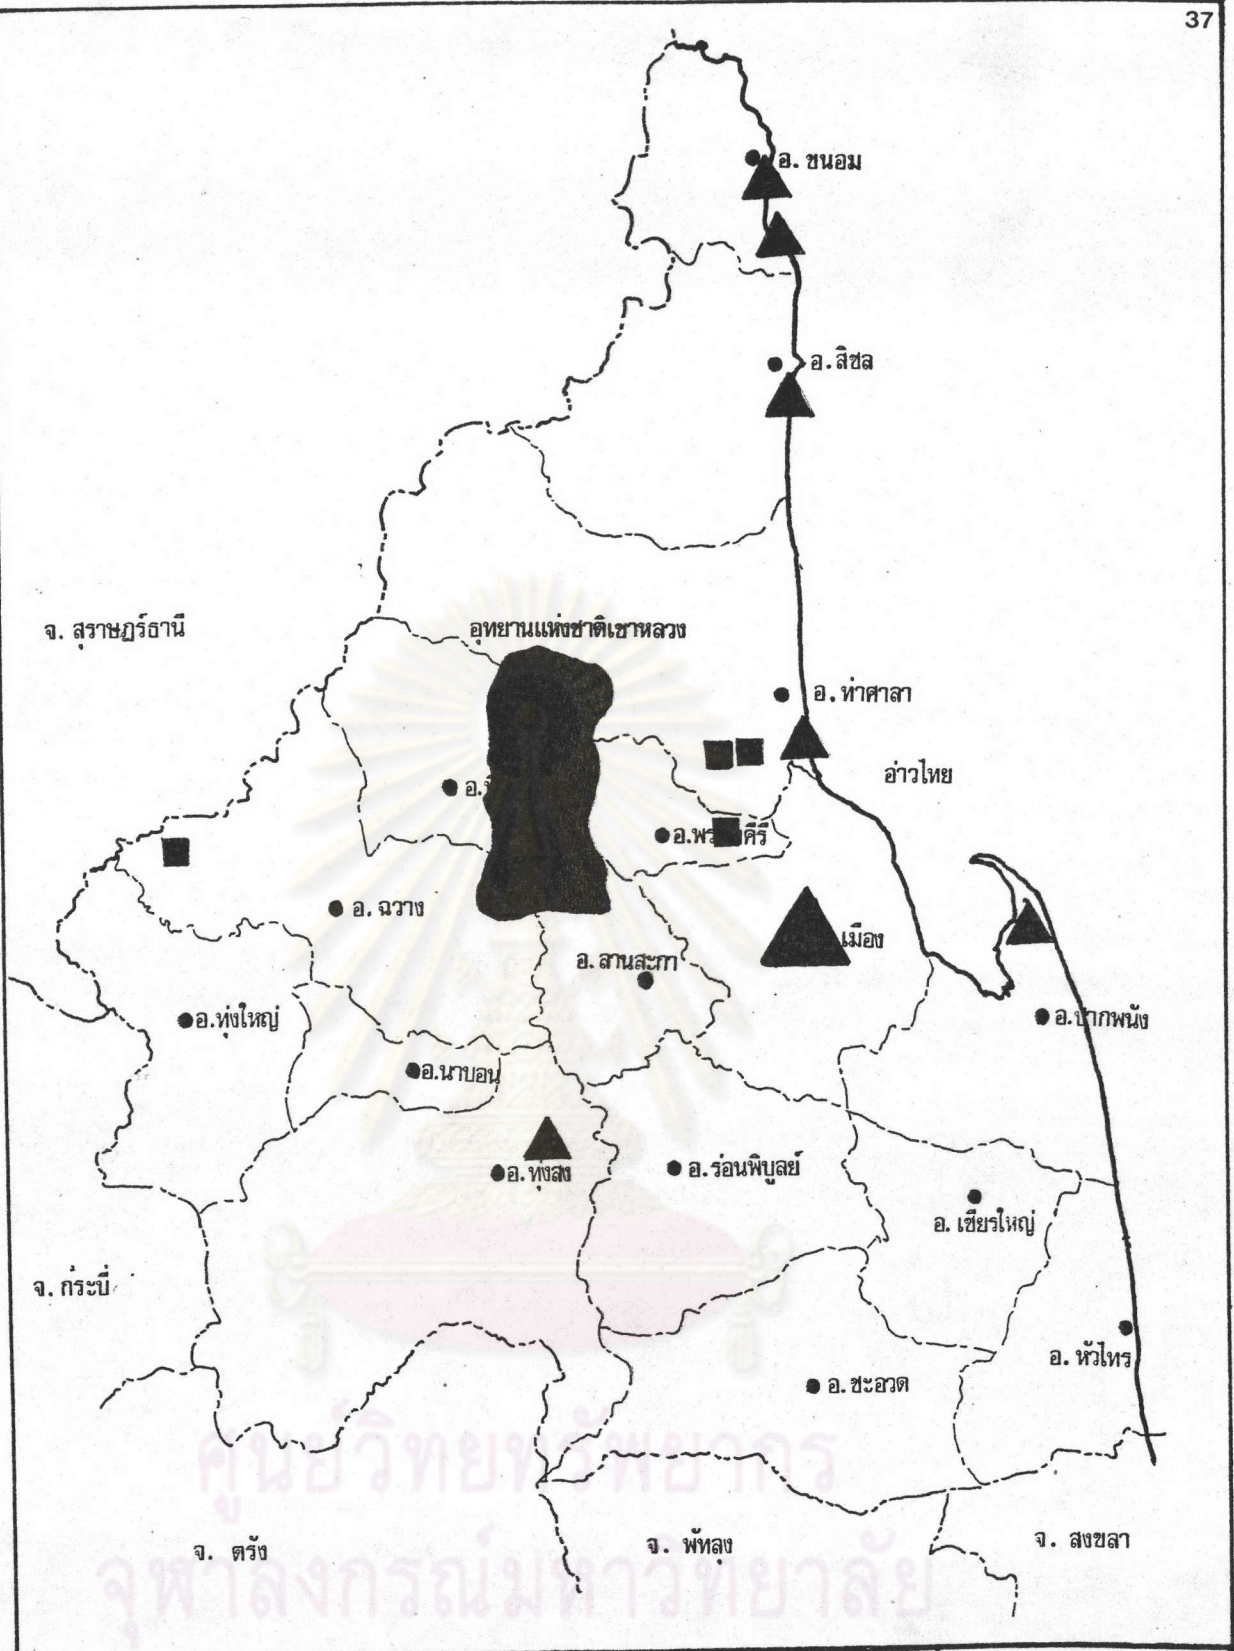 37
อ. ขนอม
อ. สิชล
จ. สุราษฎร์ธานี
อุทยานแห่งชาติเขาหลวง
อ. ท่าศาลา
อ่าวไทย
อ. ฉวาง
เมือง
อ. ลานสะกา
อ. ทุ่งใหญ่
อ. ปากพนัง
อ. นาบอน
อ. ทุ่งสง
อ. ร่อนพิบูลย์
อ. เชียรใหญ่
จ. กระบี่
อ. หัวไทร
อ. ชะอวด
ศูนย์วิทยทรัพยากร
จ. ตรัง
จ. พัทลุง
จ. สงขลา
จุฬาลงกรณ์มหาวิทยาลัย